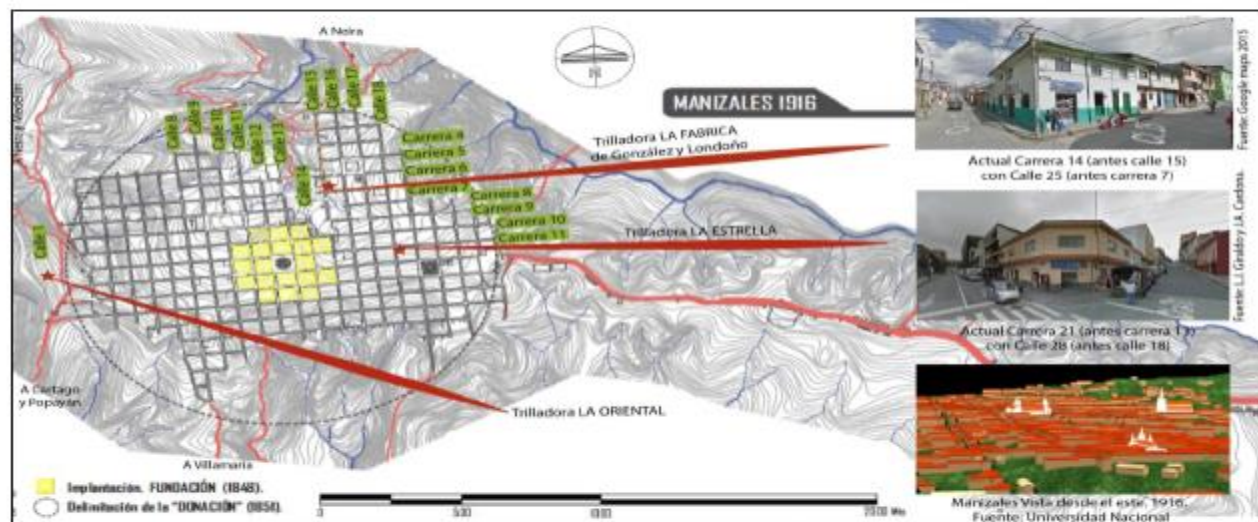 A Neira
MANIZALES 1916
Calle 8
Calle 9
Calle 10
Calle 11
Calle 12
Calle 13
Calle 14
Calle 15
Calle 16
Calle 17
Calle 18
Carrera 4
Carrera 5
Carrera 6
Carrera 7
Carrera 8
Carrera 9
Carrera 10
Carrera 11
Calle 1
Trilladora LA FABRICA
de González y Londoño
Trilladora LA ESTRELLA
Trilladora LA ORIENTAL
A Cartago
y Popayán
A Villamaría
Implantación. FUNDACIÓN (1848).
Delimitación de la "DONACIÓN" (1851).
0
500
1000
Actual Carrera 14 (antes calle 15)
con Calle 25 (antes carrera 7)
Fuente: Google maps 2015
Actual Carrera 21 (antes carrera 13)
con Calle 28 (antes calle 18)
Fuente: L.J. Giraldo y J.A. Cardona.
Manizales Vista desde el este, 1916.
Fuente: Universidad Nacional